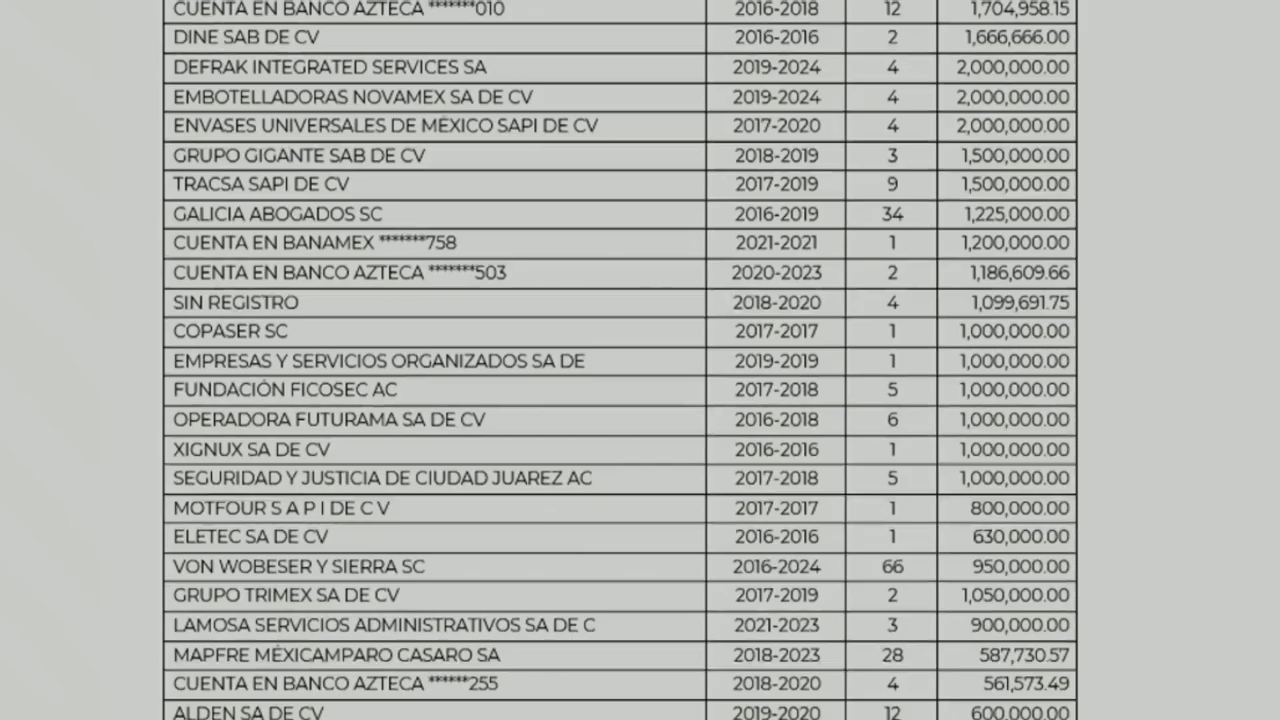 CUENTA EN BANCO AZTECA *******010 2016-2018 12 1,704,958.15
DINE SAB DE CV 2016-2016 2 1,666,666.00
DEFRAK INTEGRATED SERVICES SA 2019-2024 4 2,000,000.00
EMBOTELLADORAS NOVAMEX SA DE CV 2019-2024 4 2,000,000.00
ENVASES UNIVERSALES DE MÉXICO SAPI DE CV 2017-2020 4 2,000,000.00
GRUPO GIGANTE SAB DE CV 2018-2019 3 1,500,000.00
TRACSA SAPI DE CV 2017-2019 9 1,500,000.00
GALICIA ABOGADOS SC 2016-2019 34 1,225,000.00
CUENTA EN BANAMEX *******758 2021-2021 1 1,200,000.00
CUENTA EN BANCO AZTECA *******503 2020-2023 2 1,186,609.66
SIN REGISTRO 2018-2020 4 1,099,691.75
COPASER SC 2017-2017 1 1,000,000.00
EMPRESAS Y SERVICIOS ORGANIZADOS SA DE 2019-2019 1 1,000,000.00
FUNDACIÓN FICOSEC AC 2017-2018 5 1,000,000.00
OPERADORA FUTURAMA SA DE CV 2016-2018 6 1,000,000.00
XIGNUX SA DE CV 2016-2016 1 1,000,000.00
SEGURIDAD Y JUSTICIA DE CIUDAD JUAREZ AC 2017-2018 5 1,000,000.00
MOTFOUR S A P I DE C V 2017-2017 1 800,000.00
ELETEC SA DE CV 2016-2016 1 630,000.00
VON WOBESER Y SIERRA SC 2016-2024 66 950,000.00
GRUPO TRIMEX SA DE CV 2017-2019 2 1,050,000.00
LAMOSA SERVICIOS ADMINISTRATIVOS SA DE C 2021-2023 3 900,000.00
MAPFRE MÉXICAMPARO CASARO SA 2018-2023 28 587,730.57
CUENTA EN BANCO AZTECA ******255 2018-2020 4 561,573.49
ALDEN SA DE CV 2019-2020 12 600,000.00